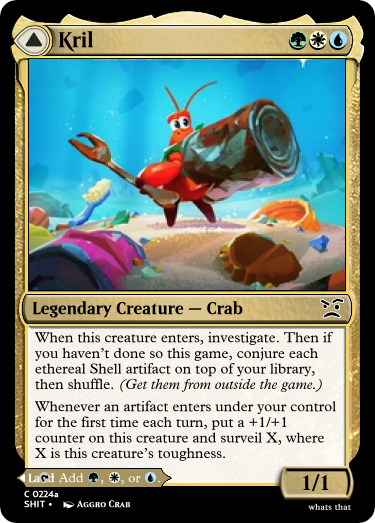 Kril
Legendary Creature — Crab
When this creature enters, investigate. Then if
you haven't done so this game, conjure each
ethereal Shell artifact on top of your library,
then shuffle. (Get them from outside the game.)
Whenever an artifact enters under your control
for the first time each turn, put a +1/+1
counter on this creature and surveil X, where
X is this creature's toughness.
Land Add , , or .
1/1
C 0224a
SHIT • Aggro Crab
whats that